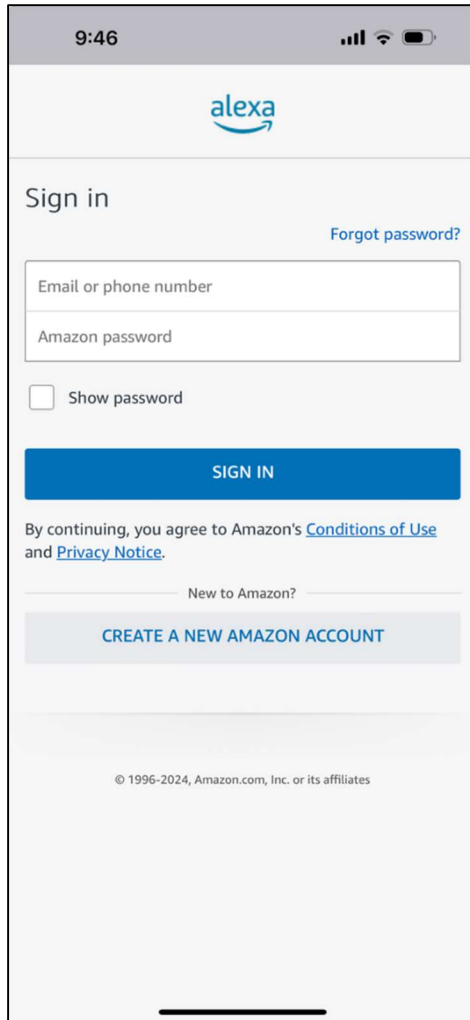 9:46
alexa
Sign in
Forgot password?
Email or phone number
Amazon password
Show password
SIGN IN
By continuing, you agree to Amazon's Conditions of Use
and Privacy Notice.
New to Amazon?
CREATE A NEW AMAZON ACCOUNT
© 1996-2024, Amazon.com, Inc. or its affiliates